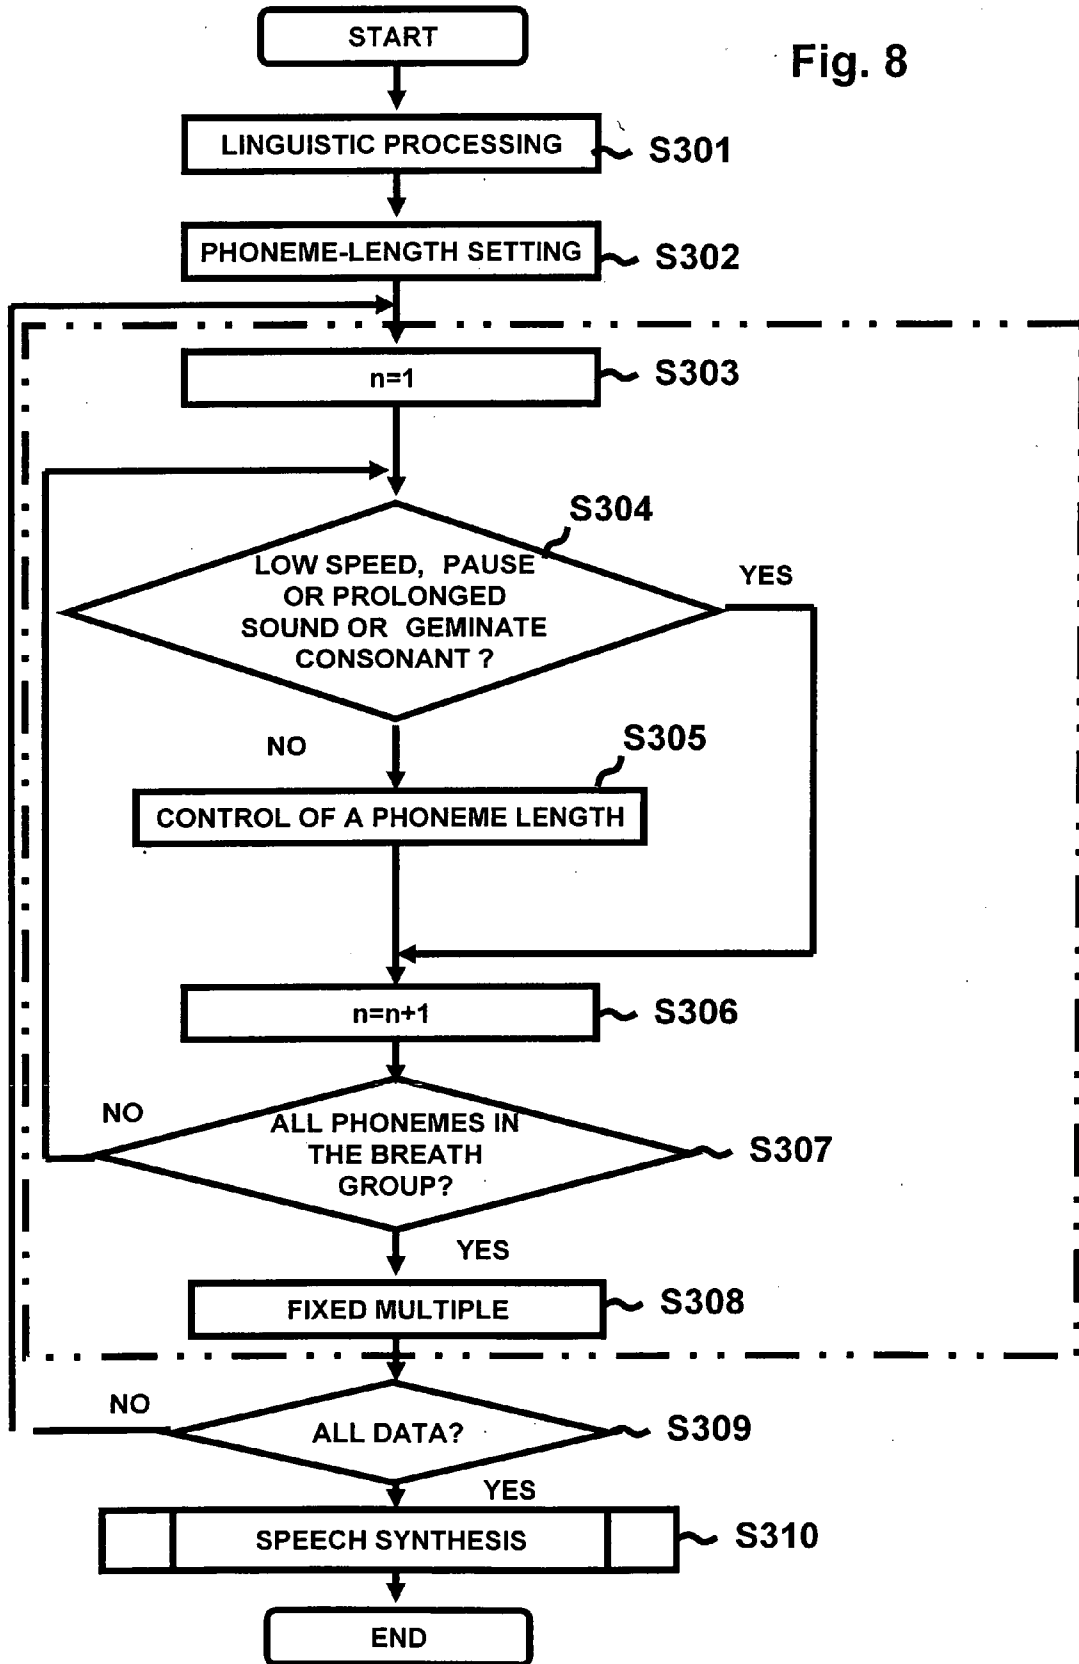 START
Fig. 8
LINGUISTIC PROCESSING
S301
PHONEME-LENGTH SETTING
S302
n=1
S303
S304
LOW SPEED, PAUSE
OR PROLONGED
SOUND OR GEMINATE
CONSONANT ?
YES
NO
S305
CONTROL OF A PHONEME LENGTH
n=n+1
S306
NO
ALL PHONEMES IN
THE BREATH
GROUP?
S307
YES
FIXED MULTIPLE
S308
NO
ALL DATA?
S309
YES
SPEECH SYNTHESIS
S310
END